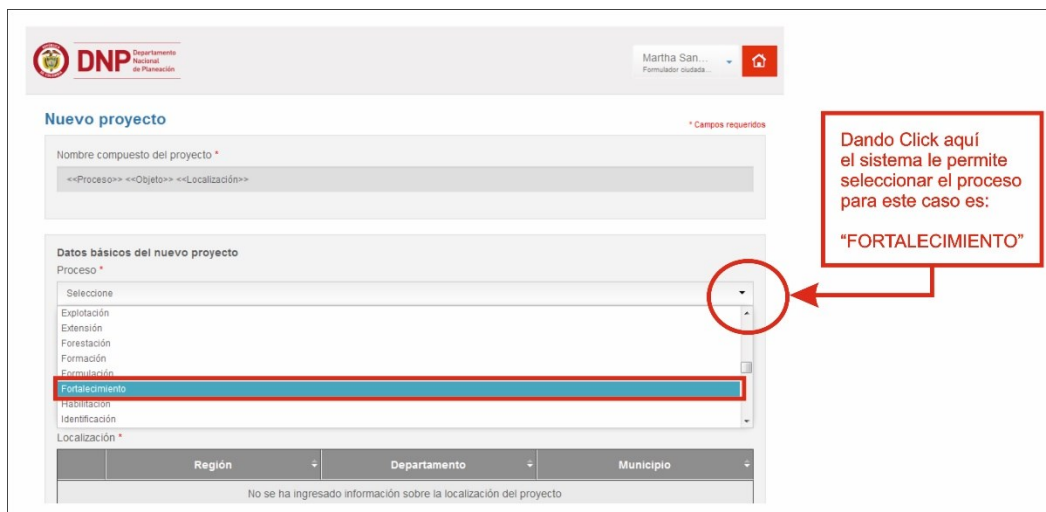 DNP Departamento
Nacional
de Planeación
Martha San...
Formulador ciudada...
Nuevo proyecto
* Campos requeridos
Nombre compuesto del proyecto *
<<Proceso>> <<Objeto>> <<Localización>>
Datos básicos del nuevo proyecto
Proceso *
Seleccione
Explotación
Extensión
Forestación
Formación
Formulación
Fortalecimiento
Habilitación
Identificación
Localización *
Región Departamento Municipio
No se ha ingresado información sobre la localización del proyecto
Dando Click aquí
el sistema le permite
seleccionar el proceso
para este caso es:
“FORTALECIMIENTO”